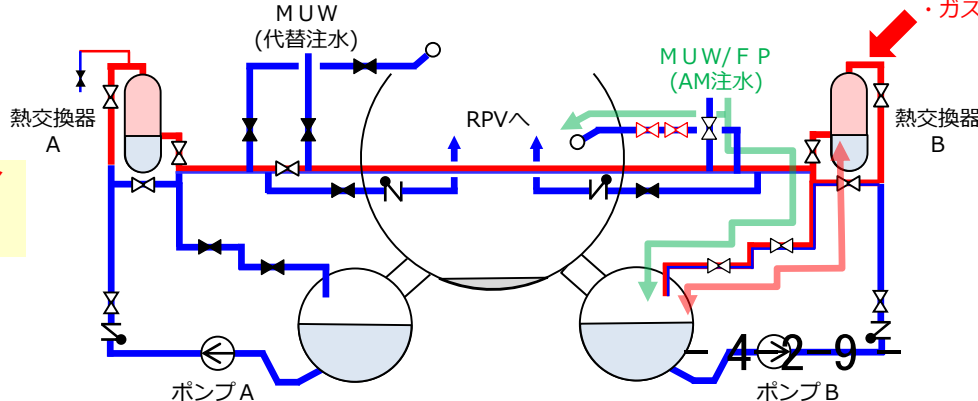 ・ガス
MUW
(代替注水)
MUW/FP
(AM注水)
熱交換器
A
RPVへ
熱交換器
B
- 4-2-9 -
ポンプA
ポンプB